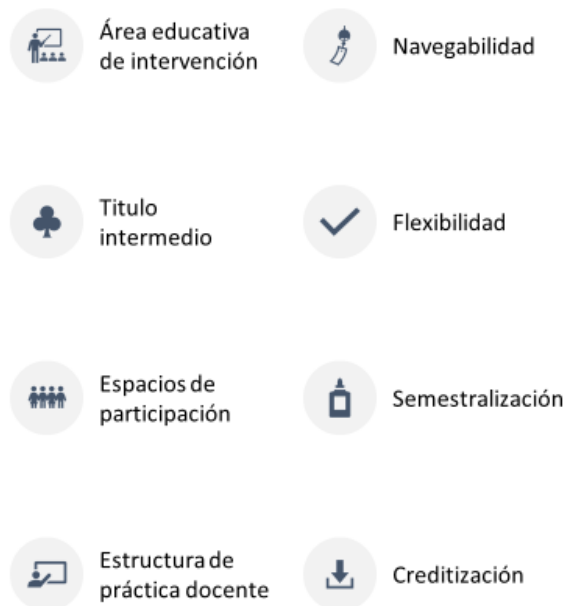 Área educativa
de intervención
Navegabilidad
Titulo
intermedio
Flexibilidad
Espacios de
participación
Semestralización
Estructura de
práctica docente
Creditización